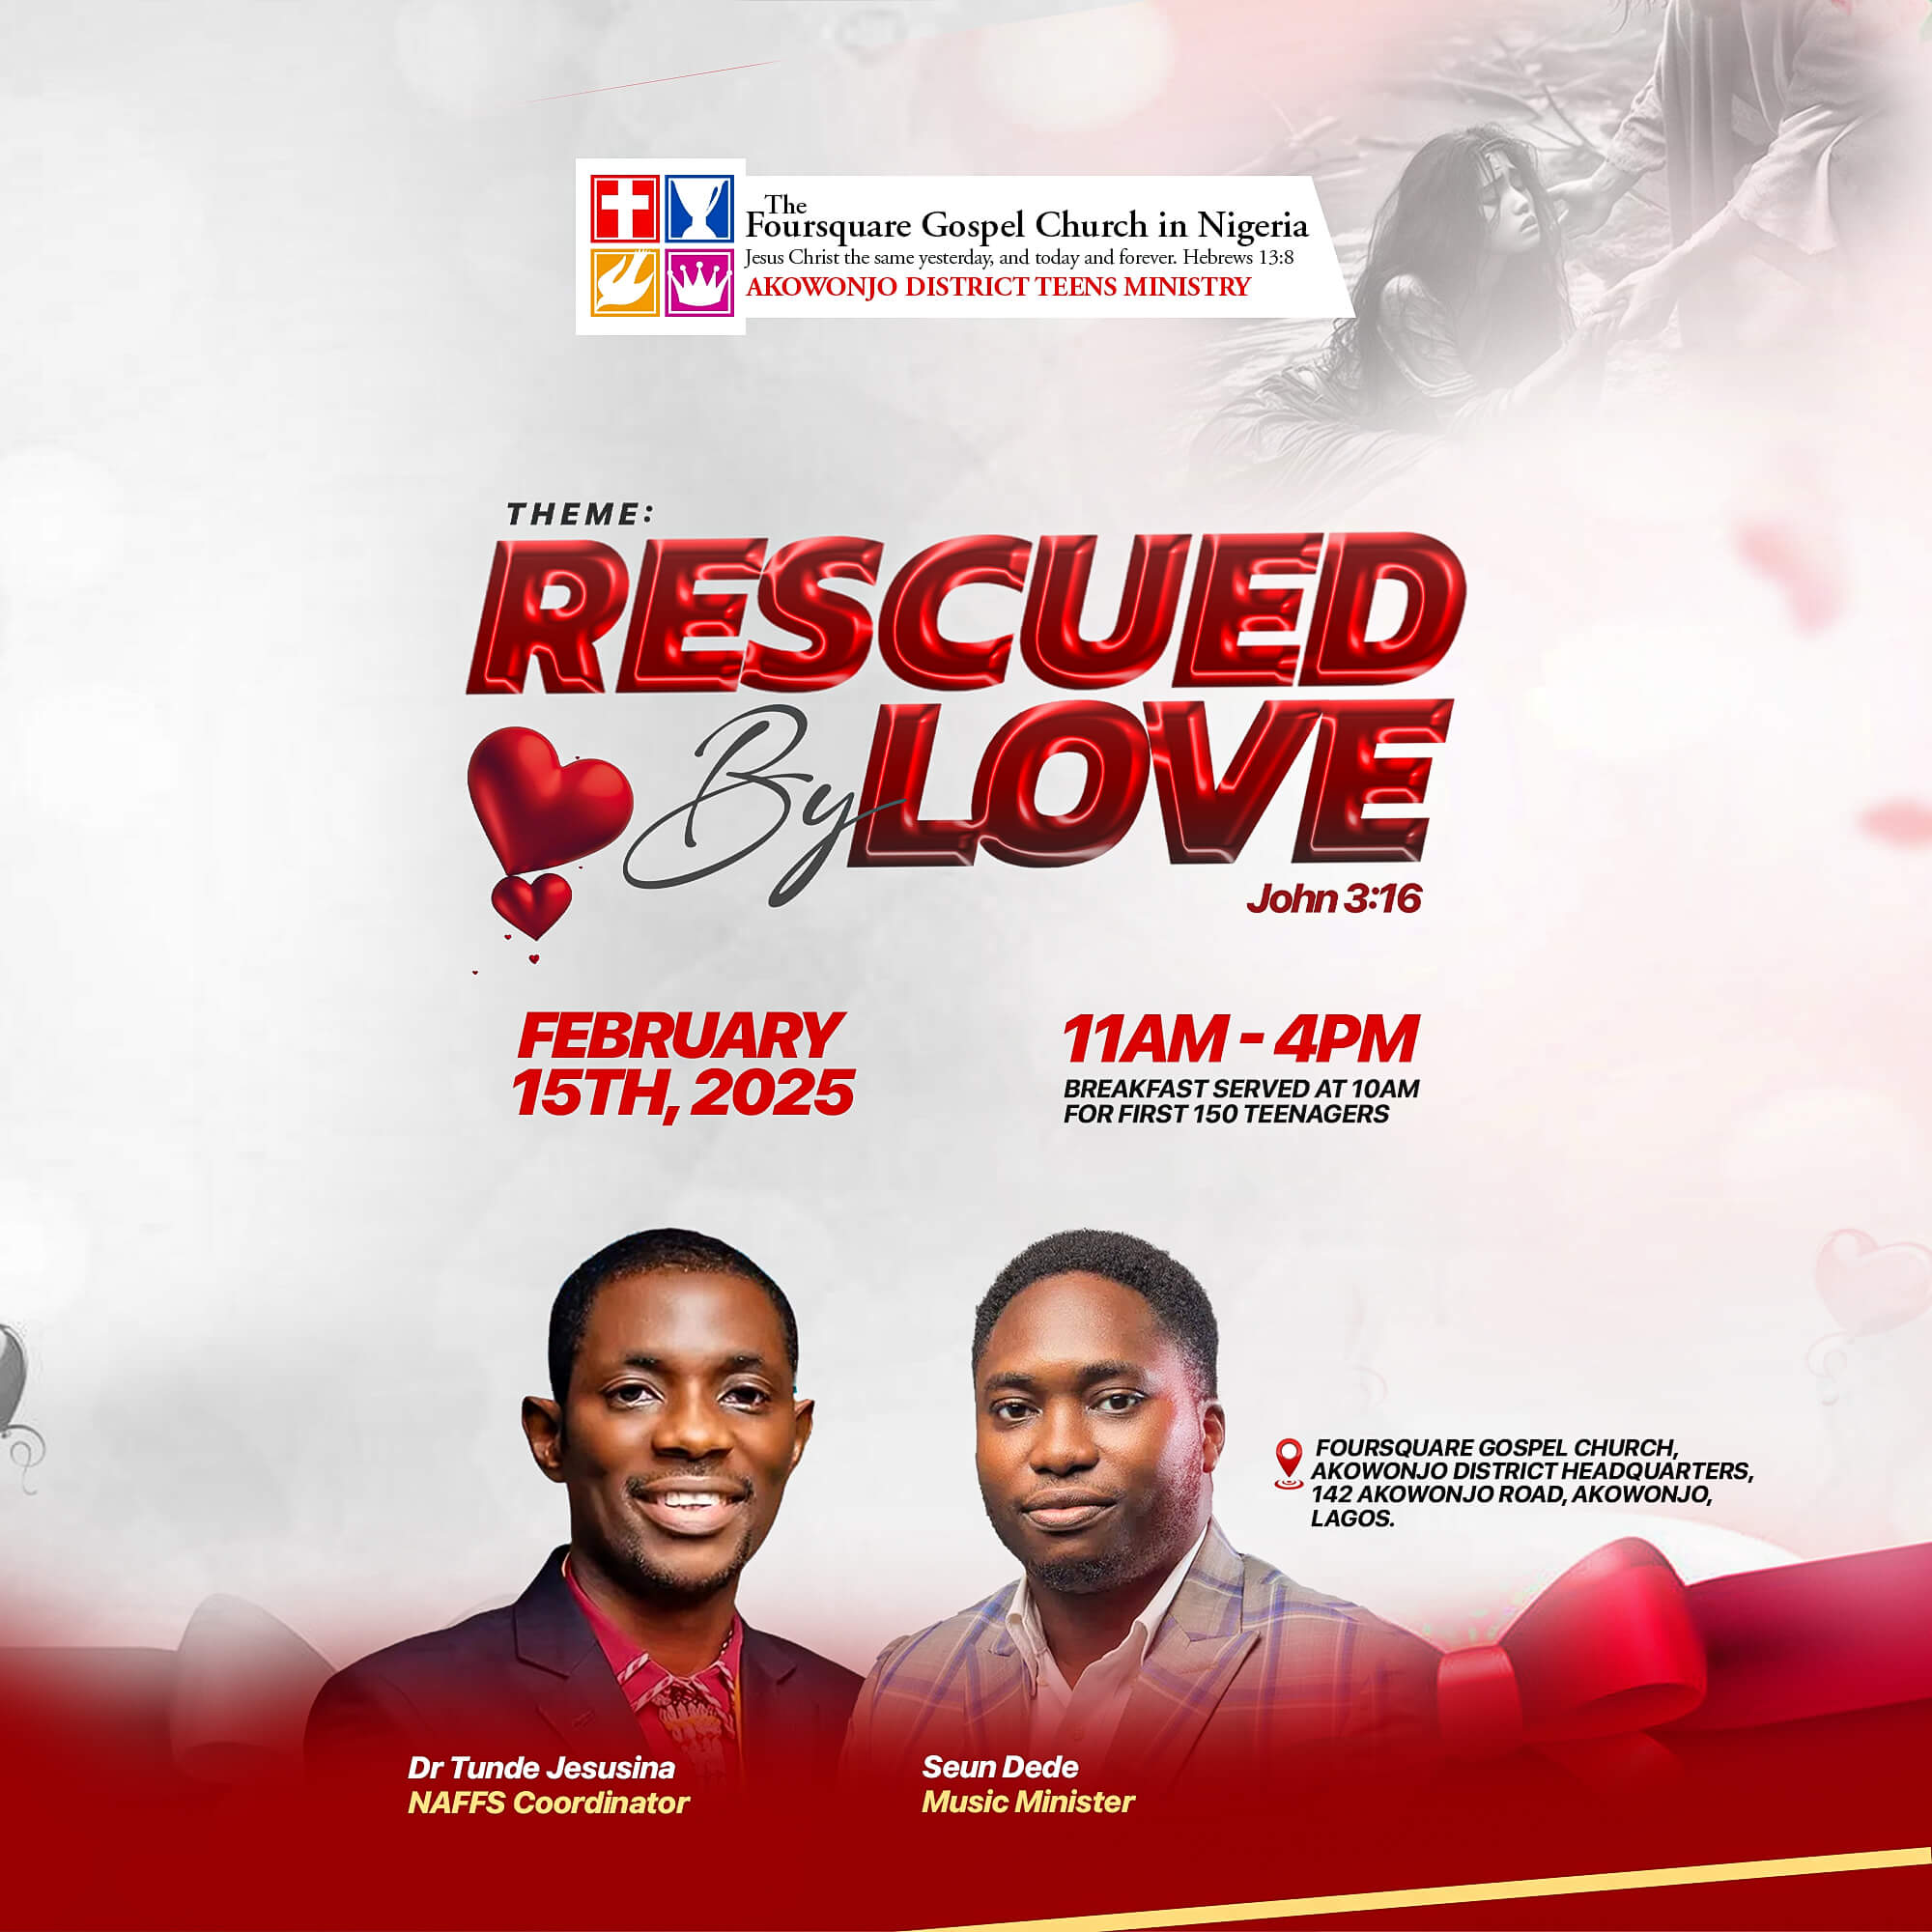 The
Foursquare Gospel Church in Nigeria
Jesus Christ the same yesterday, and today and forever. Hebrews 13:8
AKOWONJO DISTRICT TEENS MINISTRY
THEME:
RESCUED
By LOVE
John 3:16
FEBRUARY
15TH, 2025
11AM - 4PM
BREAKFAST SERVED AT 10AM
FOR FIRST 150 TEENAGERS
FOURSQUARE GOSPEL CHURCH,
AKOWONJO DISTRICT HEADQUARTERS,
142 AKOWONJO ROAD, AKOWONJO,
LAGOS.
Dr Tunde Jesusina
NAFFS Coordinator
Seun Dede
Music Minister